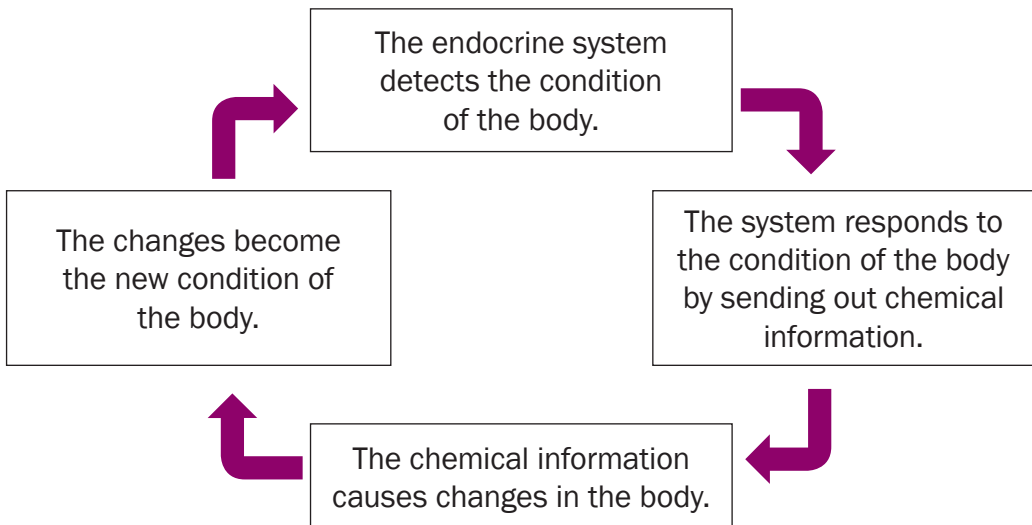 The endocrine system
detects the condition
of the body.
The system responds to
the condition of the body
by sending out chemical
information.
The chemical information
causes changes in the body.
The changes become
the new condition of
the body.